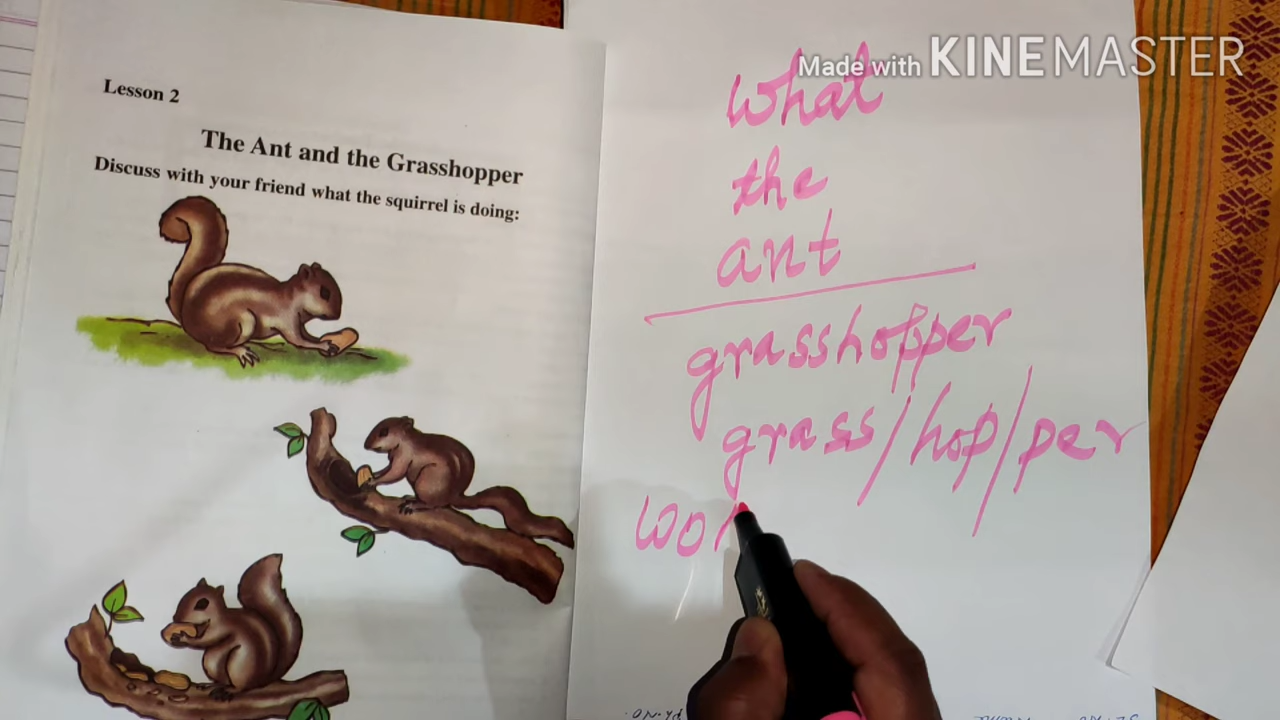 Lesson 2
The Ant and the Grasshopper
Discuss with your friend what the squirrel is doing:
Made with KINEMASTER
what
the
ant
grasshopper
grass/hop/per